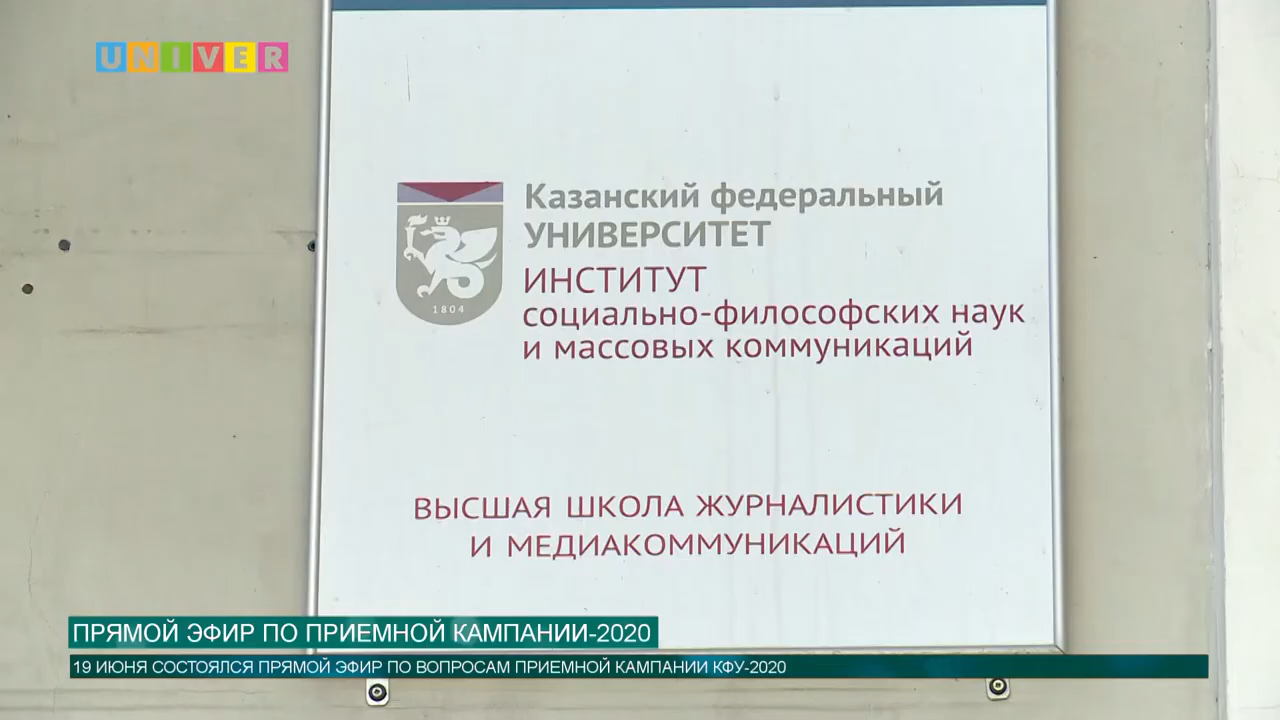 UNIVER
Казанский федеральный
УНИВЕРСИТЕТ
ИНСТИТУТ
социально-философских наук
и массовых коммуникаций
1804
ВЫСШАЯ ШКОЛА ЖУРНАЛИСТИКИ
И МЕДИАКОММУНИКАЦИЙ
ПРЯМОЙ ЭФИР ПО ПРИЕМНОЙ КАМПАНИИ-2020
19 ИЮНЯ СОСТОЯЛСЯ ПРЯМОЙ ЭФИР ПО ВОПРОСАМ ПРИЕМНОЙ КАМПАНИИ КФУ-2020